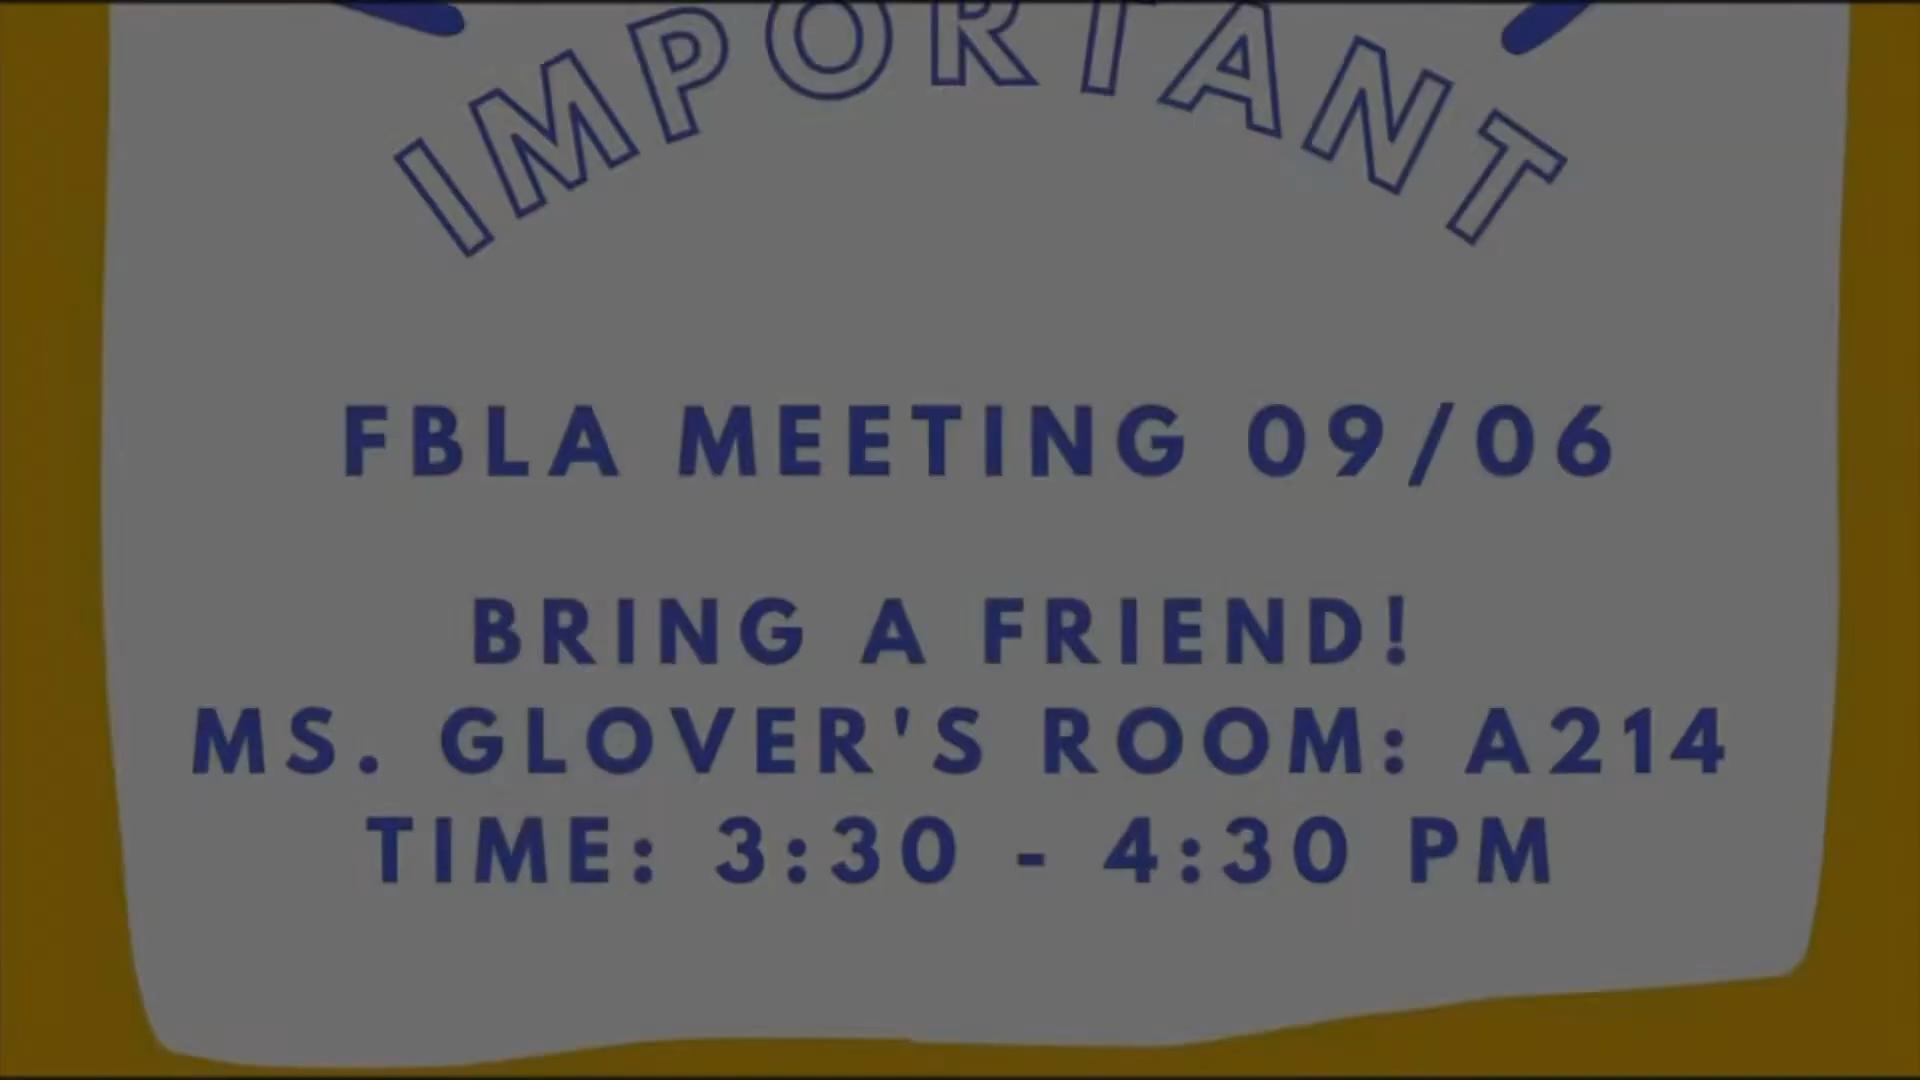 IMPORTANT
FBLA MEETING 09/06
BRING A FRIEND!
MS. GLOVER'S ROOM: A214
TIME: 3:30 - 4:30 PM